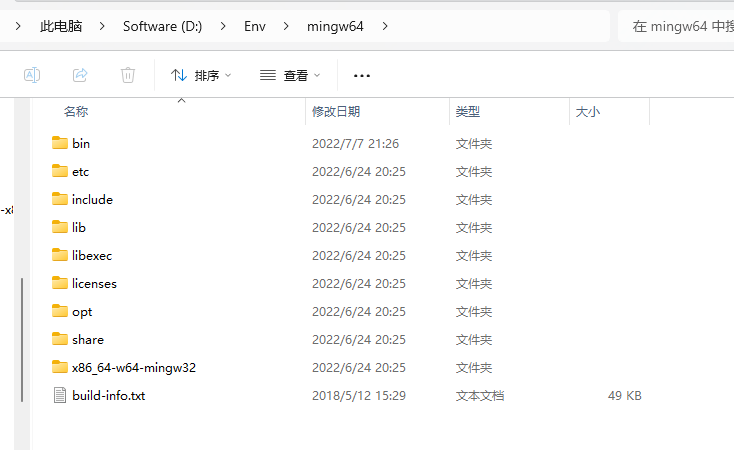 此电脑 Software (D:) Env mingw64 在 mingw64 中搜
排序 查看
名称 修改日期 类型 大小
bin 2022/7/7 21:26 文件夹
etc 2022/6/24 20:25 文件夹
include 2022/6/24 20:25 文件夹
lib 2022/6/24 20:25 文件夹
libexec 2022/6/24 20:25 文件夹
licenses 2022/6/24 20:25 文件夹
opt 2022/6/24 20:25 文件夹
share 2022/6/24 20:25 文件夹
x86_64-w64-mingw32 2022/6/24 20:25 文件夹
build-info.txt 2018/5/12 15:29 文本文档 49 KB